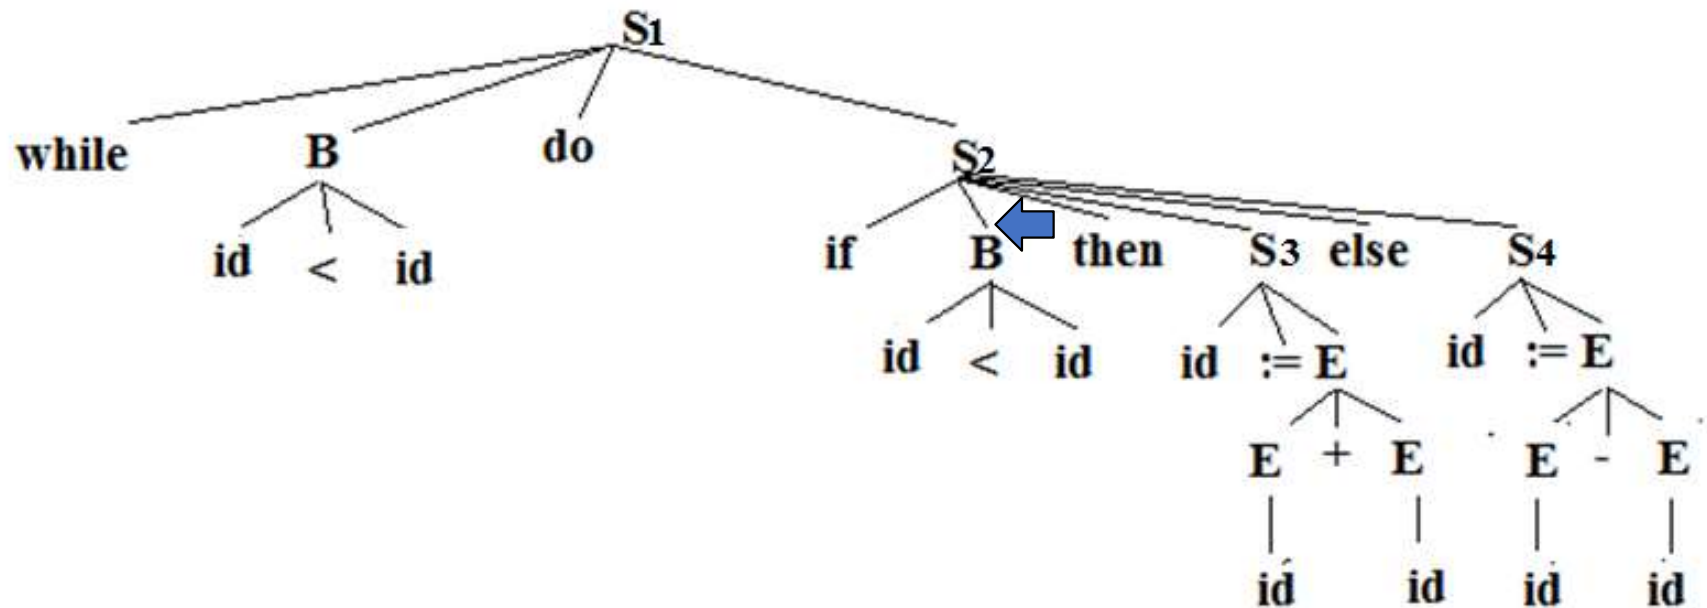 S1
while B do S2
id < id if B then S3 else S4
id < id id := E id := E
E + E E - E
id id id id